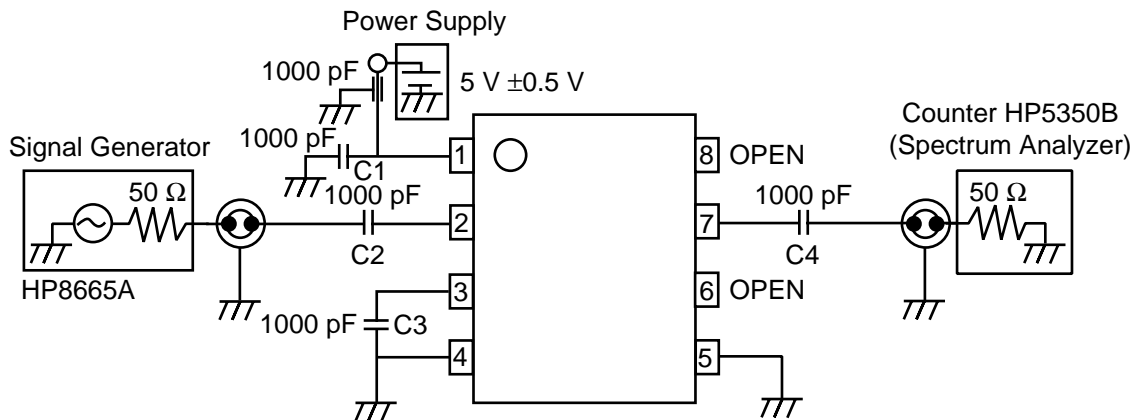 Power Supply
1000 pF
5 V ±0.5 V
1000 pF
C1
Signal Generator
50 Ω
HP8665A
1000 pF
C2
1000 pF
C3
1
2
3
4
8
7
6
5
OPEN
1000 pF
C4
OPEN
Counter HP5350B
(Spectrum Analyzer)
50 Ω